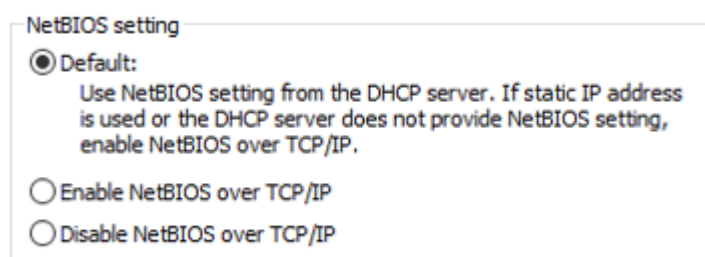 NetBIOS setting
Default:
Use NetBIOS setting from the DHCP server. If static IP address
is used or the DHCP server does not provide NetBIOS setting,
enable NetBIOS over TCP/IP.
Enable NetBIOS over TCP/IP
Disable NetBIOS over TCP/IP